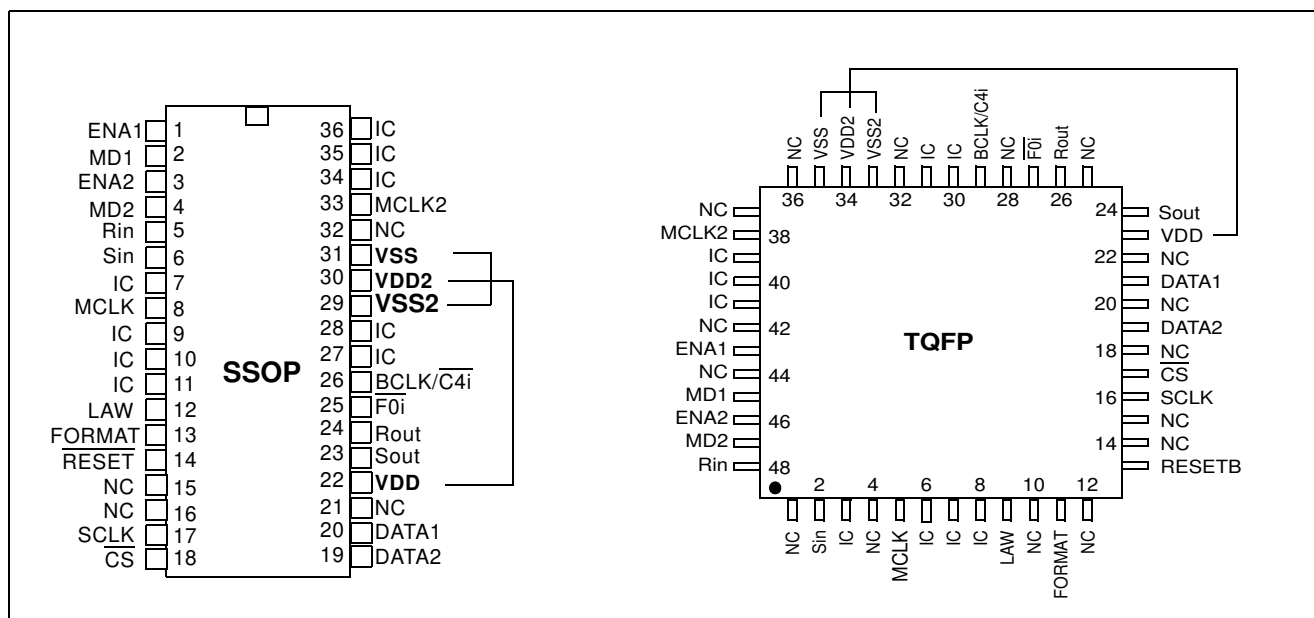 ENA1 1 36 IC
MD1 2 35 IC
ENA2 3 34 IC
MD2 4 33 MCLK2
Rin 5 32 NC
Sin 6 31 VSS
IC 7 30 VDD2
MCLK 8 29 VSS2
IC 9 28 IC
IC 10 27 IC
IC 11 26 BCLK/C4i
LAW 12 25 F0i
FORMAT 13 24 Rout
RESET 14 23 Sout
NC 15 22 VDD
NC 16 21 NC
SCLK 17 20 DATA1
CS 18 19 DATA2
SSOP
NC VSS VDD2 VSS2 NC IC IC BCLK/C4i NC F0i Rout NC
36 34 32 30 28 26
NC 24 Sout
MCLK2 38 VDD
IC 22 NC
IC 40 DATA1
IC 20 NC
NC 42 DATA2
ENA1 18 NC
NC 44 CS
MD1 16 SCLK
ENA2 46 NC
MD2 14 NC
Rin 48 RESETB
TQFP
2 4 6 8 10 12
NC Sin IC NC MCLK IC IC IC LAW NC FORMAT NC